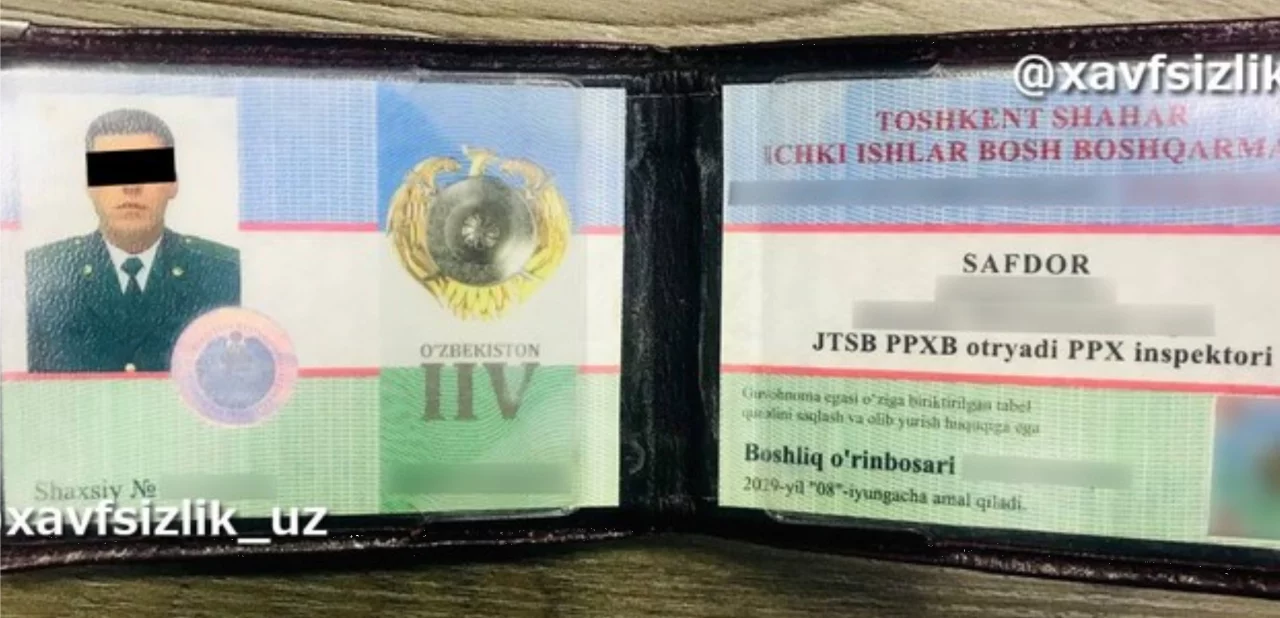 O'ZBEKISTON
IIV
Shaxsiy №
xavfsizlik_uz
@xavfsizlik
TOSHKENT SHAHAR
ICHKI ISHLAR BOSH BOSHQARMA
SAFDOR
JTSB PPXB otryadi PPX inspektori
Guvohnoma egasi o'ziga biriktirilgan tabel
qurolini saqlash va olib yurish huquqiga ega
Boshliq o'rinbosari
2029-yil "08"-iyungacha amal qiladi.